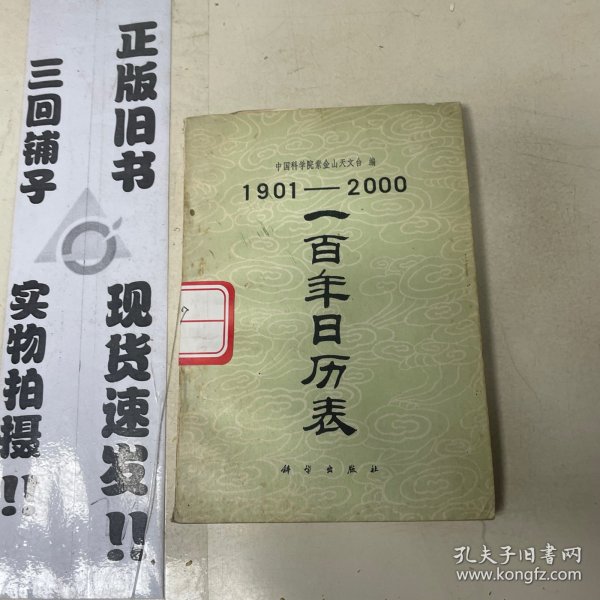 正版旧书
三回铺子
现货速发!!
实物拍摄!!
中国科学院紫金山天文台 编
1901—2000
一百年日历表
科学出版社
孔夫子旧书网
www.kongfz.com